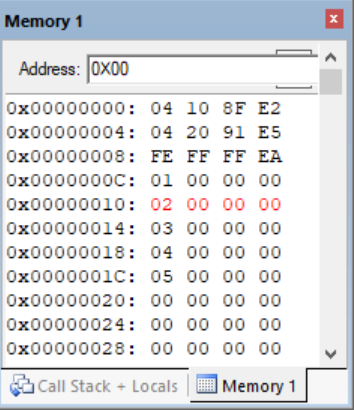 Memory 1
x
Address: 0X00
0x00000000: 04 10 8F E2
0x00000004: 04 20 91 E5
0x00000008: FE FF FF EA
0x0000000C: 01 00 00 00
0x00000010: 02 00 00 00
0x00000014: 03 00 00 00
0x00000018: 04 00 00 00
0x0000001C: 05 00 00 00
0x00000020: 00 00 00 00
0x00000024: 00 00 00 00
0x00000028: 00 00 00 00
Call Stack + Locals Memory 1